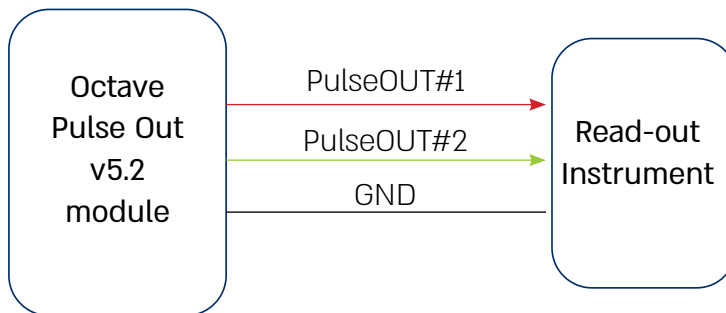 Octave
Pulse Out
v5.2
module
PulseOUT#1
PulseOUT#2
GND
Read-out
Instrument